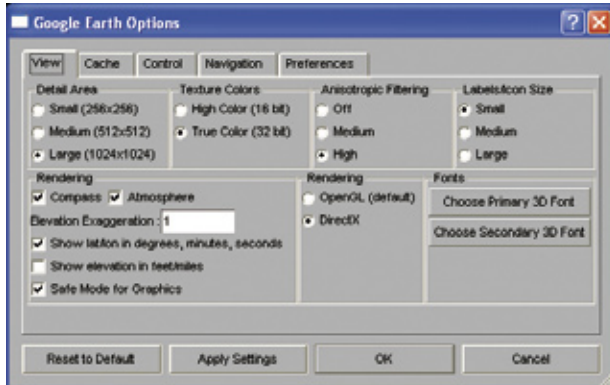 Google Earth Options
View Cache Control Navigation Preferences
Detail Area
Small (256x256)
Medium (512x512)
Large (1024x1024)
Texture Colors
High Color (16 bit)
True Color (32 bit)
Anisotropic Filtering
Off
Medium
High
Labels/Icon Size
Small
Medium
Large
Rendering
Compass Atmosphere
Elevation Exaggeration : 1
Show lat/lon in degrees, minutes, seconds
Show elevation in feet/miles
Safe Mode for Graphics
Rendering
OpenGL (default)
DirectX
Fonts
Choose Primary 3D Font
Choose Secondary 3D Font
Reset to Default Apply Settings OK Cancel